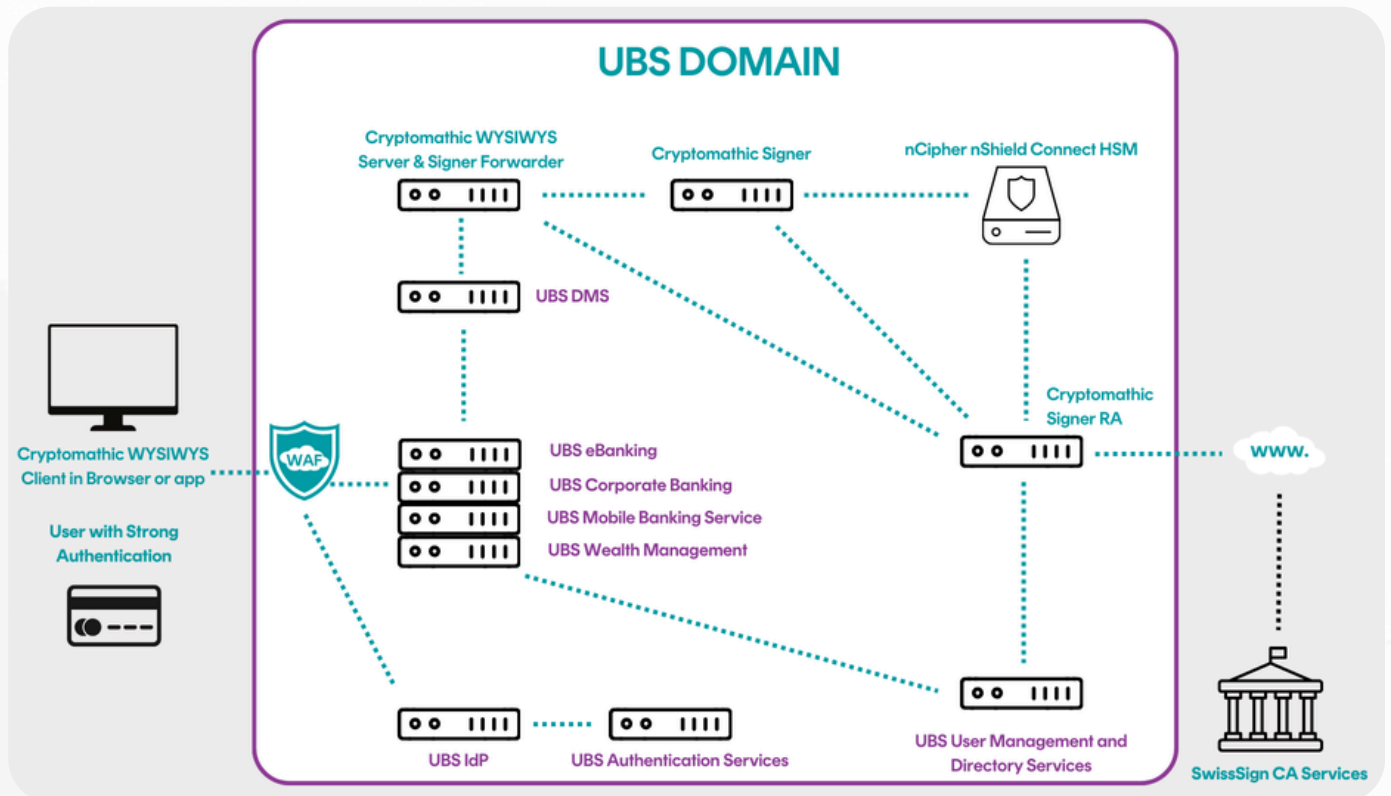 UBS DOMAIN
Cryptomathic WYSIWYS
Server & Signer Forwarder
Cryptomathic Signer
nCipher nShield Connect HSM
UBS DMS
Cryptomathic
Signer RA
Cryptomathic WYSIWYS
Client in Browser or app
WAF
UBS eBanking
UBS Corporate Banking
UBS Mobile Banking Service
UBS Wealth Management
www.
User with Strong
Authentication
UBS IdP
UBS Authentication Services
UBS User Management and
Directory Services
SwissSign CA Services